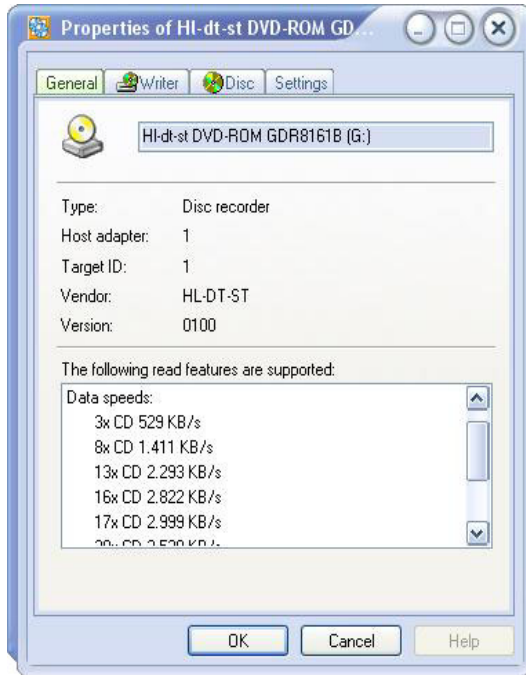 Properties of HI-dt-st DVD-ROM GD...
General Writer Disc Settings
HI-dt-st DVD-ROM GDR8161B (G:)
Type: Disc recorder
Host adapter: 1
Target ID: 1
Vendor: HL-DT-ST
Version: 0100
The following read features are supported:
Data speeds:
3x CD 529 KB/s
8x CD 1.411 KB/s
13x CD 2.293 KB/s
16x CD 2.822 KB/s
17x CD 2.999 KB/s
OK Cancel Help